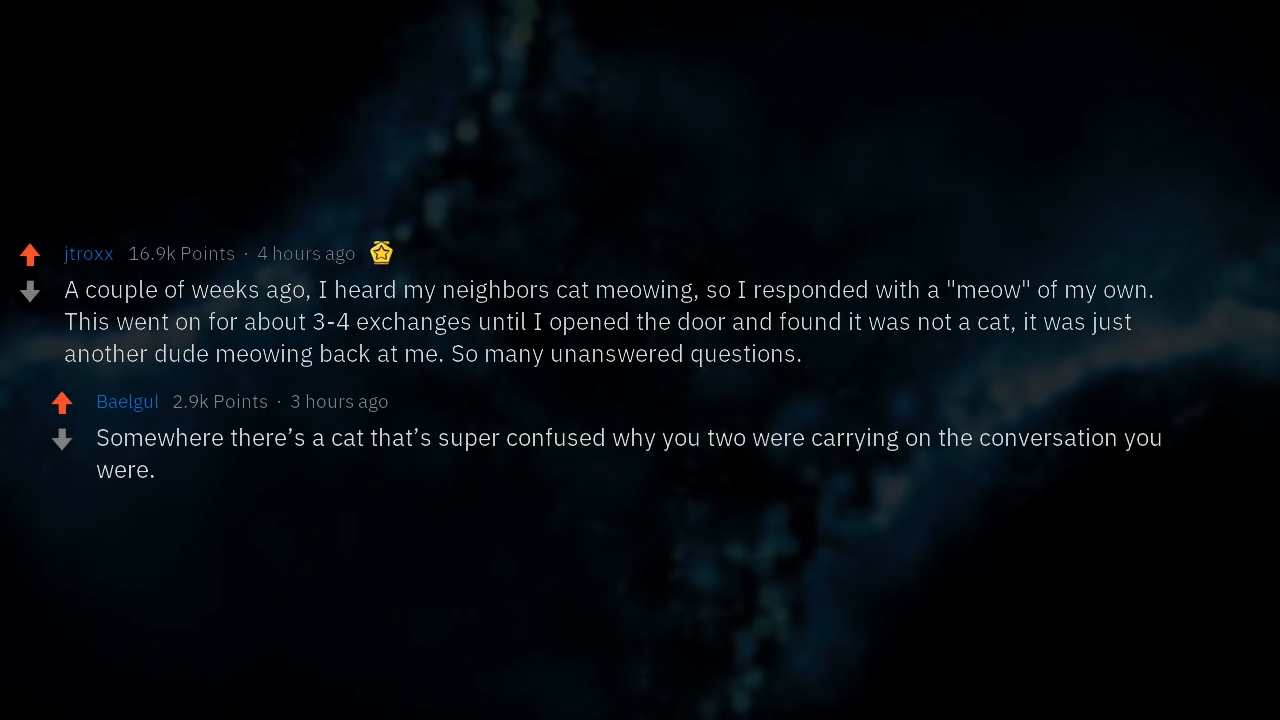 jtroxx 16.9k Points · 4 hours ago
A couple of weeks ago, I heard my neighbors cat meowing, so I responded with a "meow" of my own.
This went on for about 3-4 exchanges until I opened the door and found it was not a cat, it was just
another dude meowing back at me. So many unanswered questions.
Baelgul 2.9k Points · 3 hours ago
Somewhere there’s a cat that’s super confused why you two were carrying on the conversation you
were.